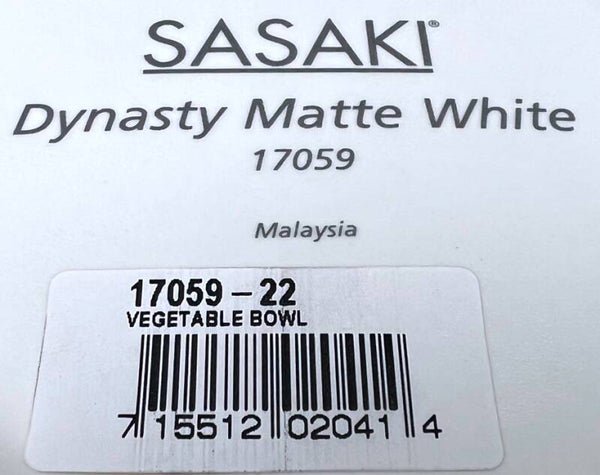 SASAKI®
Dynasty Matte White
17059
Malaysia
17059 – 22
VEGETABLE BOWL
7 15512 02041 4